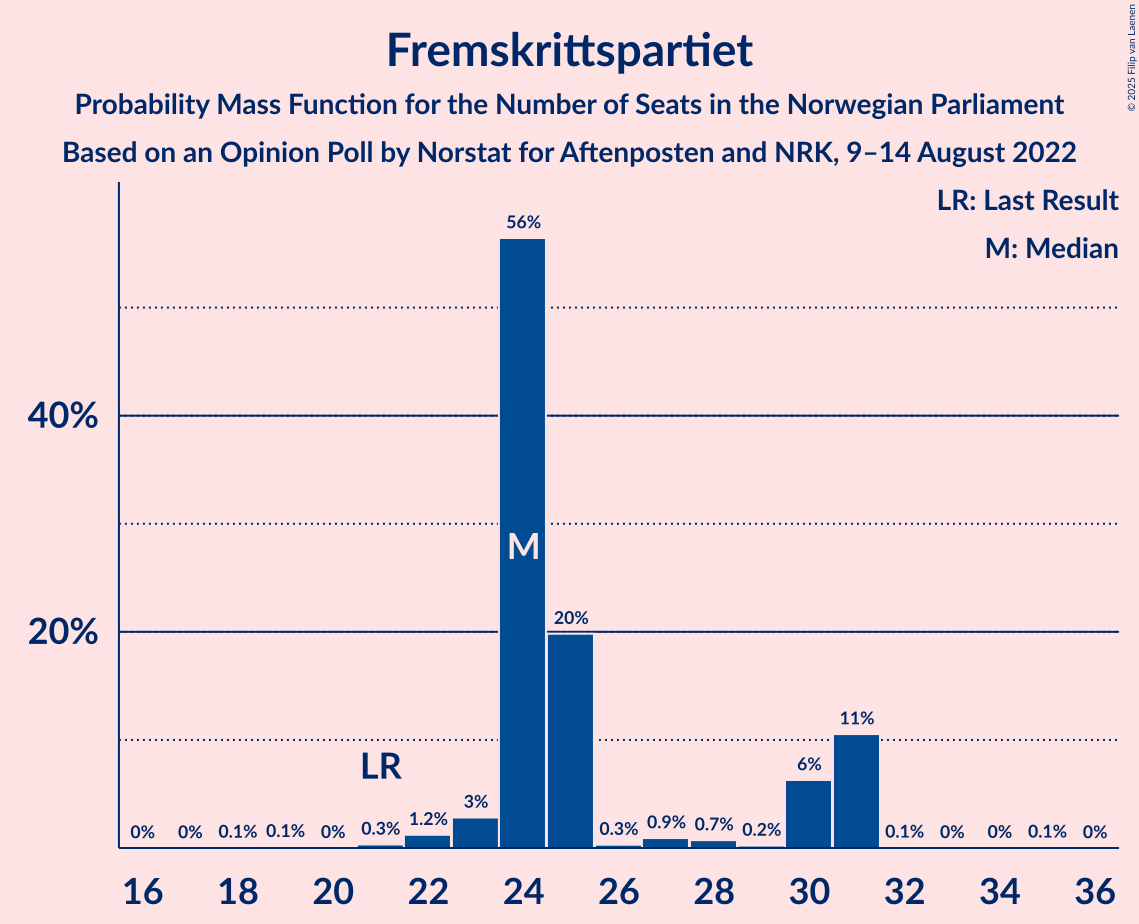 Fremskrittspartiet
Probability Mass Function for the Number of Seats in the Norwegian Parliament
Based on an Opinion Poll by Norstat for Aftenposten and NRK, 9–14 August 2022
© 2025 Filip van Laenen
LR: Last Result
M: Median
56%
40%
M
20%
20%
11%
LR
6%
0% 0% 0.1% 0.1% 0% 0.3% 1.2% 3% 0.3% 0.9% 0.7% 0.2% 0.1% 0% 0% 0.1% 0%
16 18 20 22 24 26 28 30 32 34 36